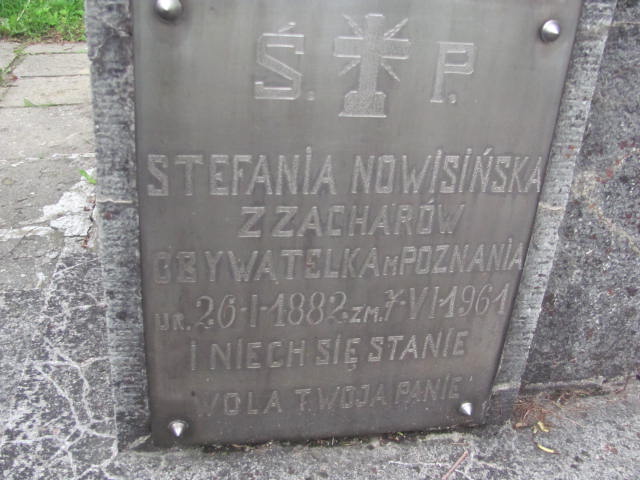 Ś. P.
STEFANIA NOWISIŃSKA
Z ZACHARÓW
OBYWATELKA M POZNANIA
UR. 26-I-1882. ZM. 7-VI-1961
I NIECH SIĘ STANIE
WOLA TWOJA PANIE